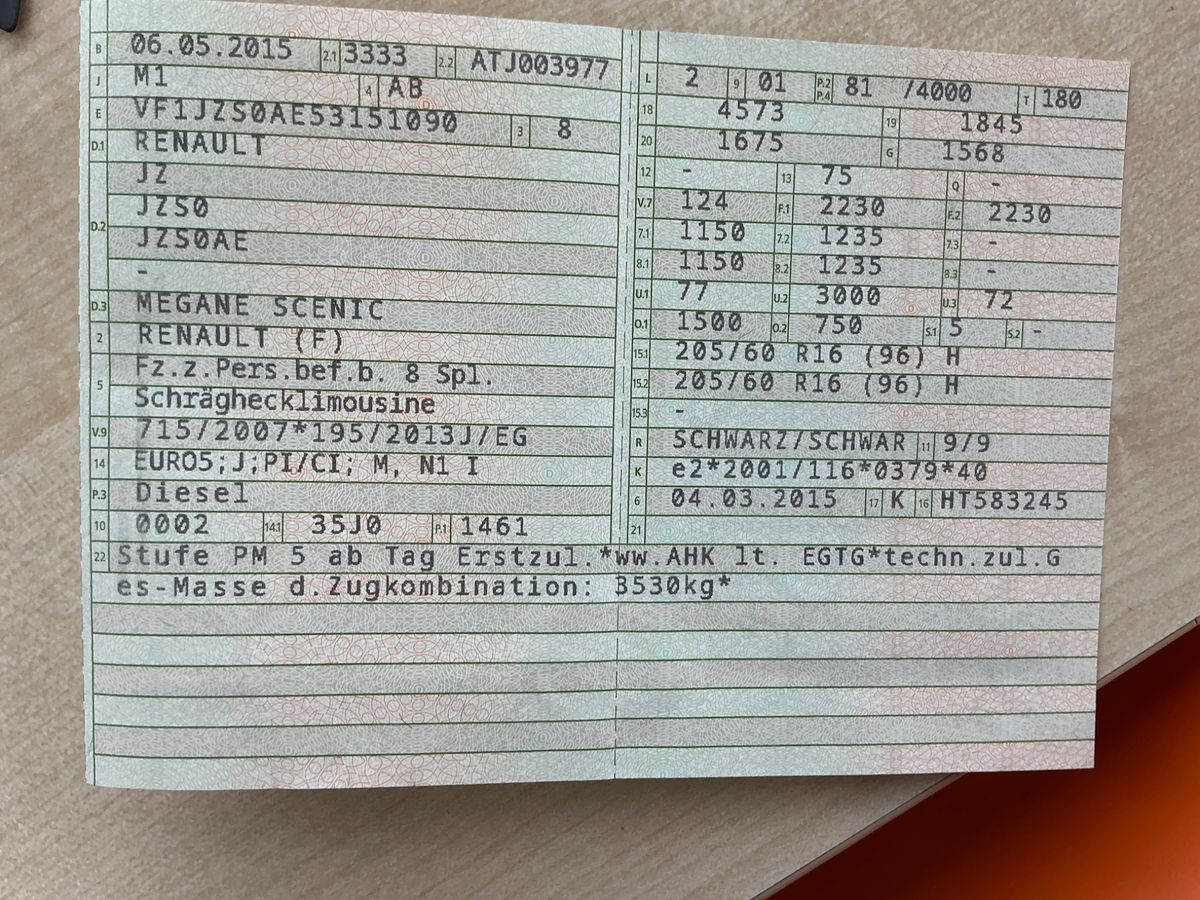 B 06.05.2015 2.1 3333 2.2 ATJ003977
J M1 4 AB
E VF1JZS0AE53151090 3 8
D.1 RENAULT
JZ
D.2 JZS0
JZS0AE
-
D.3 MEGANE SCENIC
2 RENAULT (F)
5 Fz.z.Pers.bef.b. 8 Spl.
Schräghecklimousine
V.9 715/2007*195/2013J/EG
14 EURO5;J;PI/CI; M, N1 I
P.3 Diesel
10 0002 14.1 35J0 P.1 1461
L 2 9 01 P.2 P.4 81 /4000 T 180
18 4573 19 1845
20 1675 G 1568
12 - 13 75 Q -
V.7 124 F.1 2230 F.2 2230
7.1 1150 7.2 1235 7.3 -
8.1 1150 8.2 1235 8.3 -
U.1 77 U.2 3000 U.3 72
O.1 1500 O.2 750 S.1 5 S.2 -
15.1 205/60 R16 (96) H
15.2 205/60 R16 (96) H
15.3 -
R SCHWARZ/SCHWAR 11 9/9
K e2*2001/116*0379*40
6 04.03.2015 17 K 16 HT583245
21
22 Stufe PM 5 ab Tag Erstzul.*ww.AHK lt. EGTG*techn.zul.G
es-Masse d.Zugkombination: 3530kg*